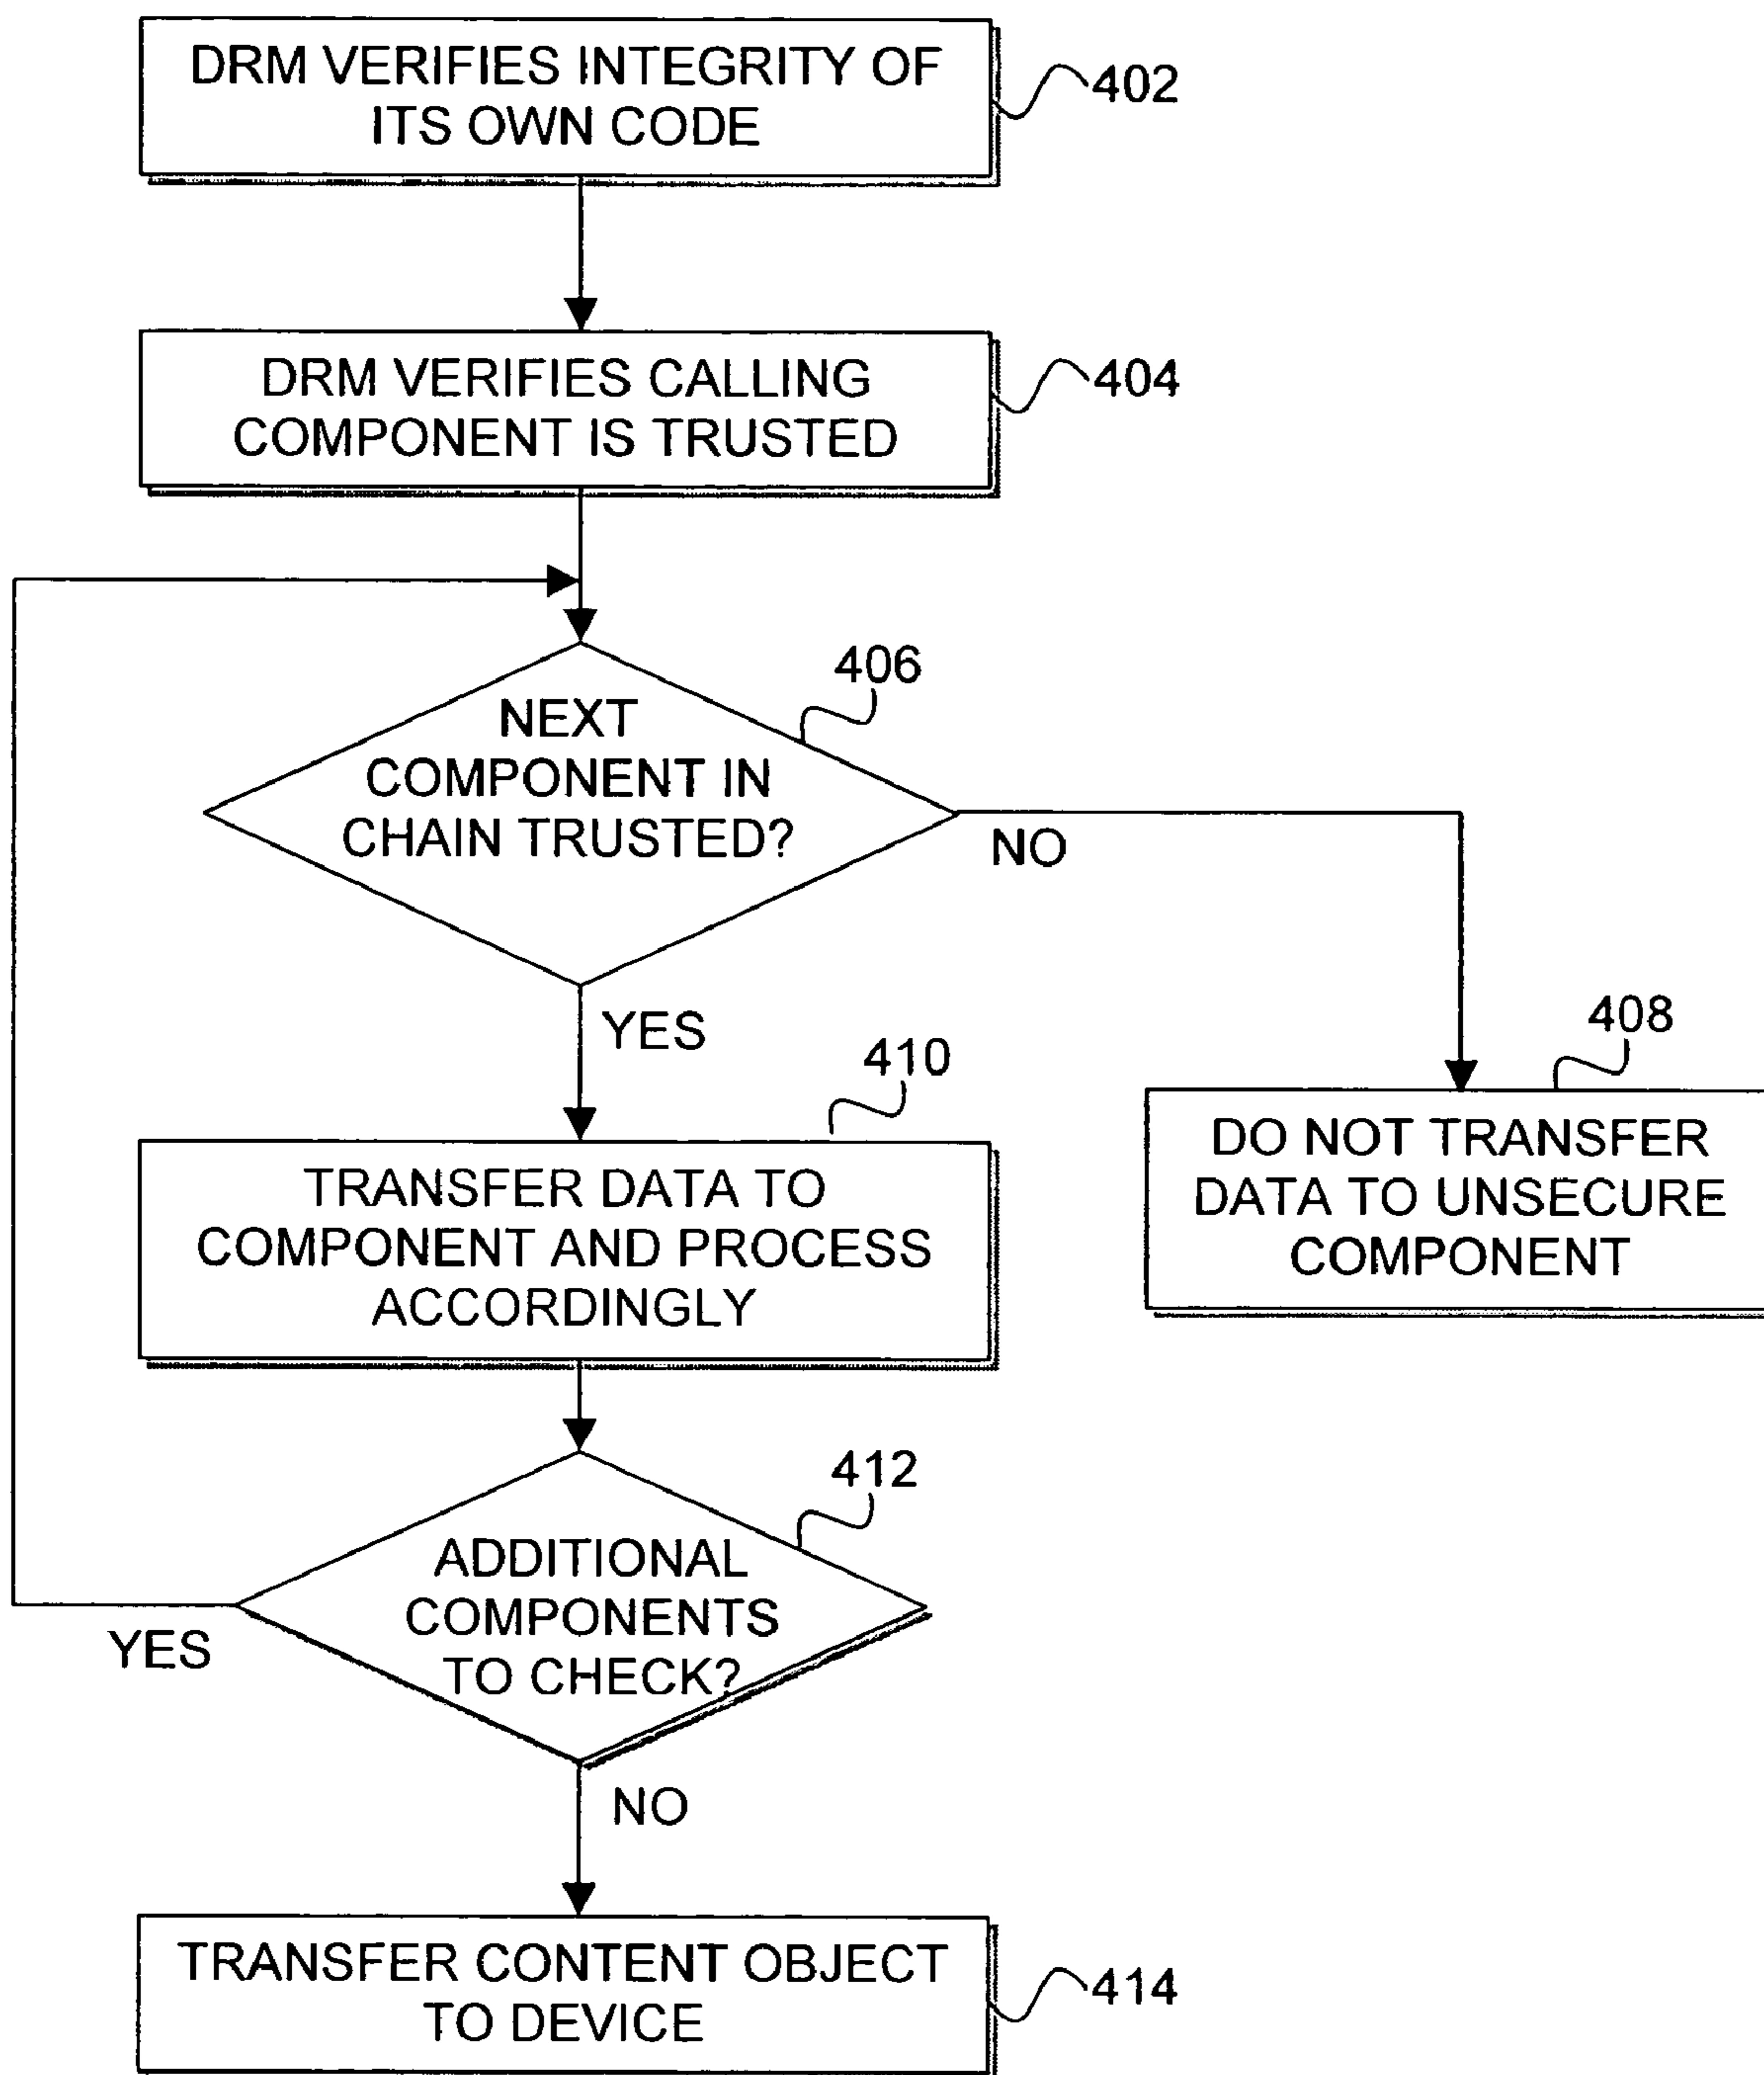 DRM VERIFIES INTEGRITY OF
ITS OWN CODE
402
DRM VERIFIES CALLING
COMPONENT IS TRUSTED
404
406
NEXT
COMPONENT IN
CHAIN TRUSTED?
NO
YES
408
DO NOT TRANSFER
DATA TO UNSECURE
COMPONENT
410
TRANSFER DATA TO
COMPONENT AND PROCESS
ACCORDINGLY
412
ADDITIONAL
COMPONENTS
TO CHECK?
YES
NO
TRANSFER CONTENT OBJECT
TO DEVICE
414